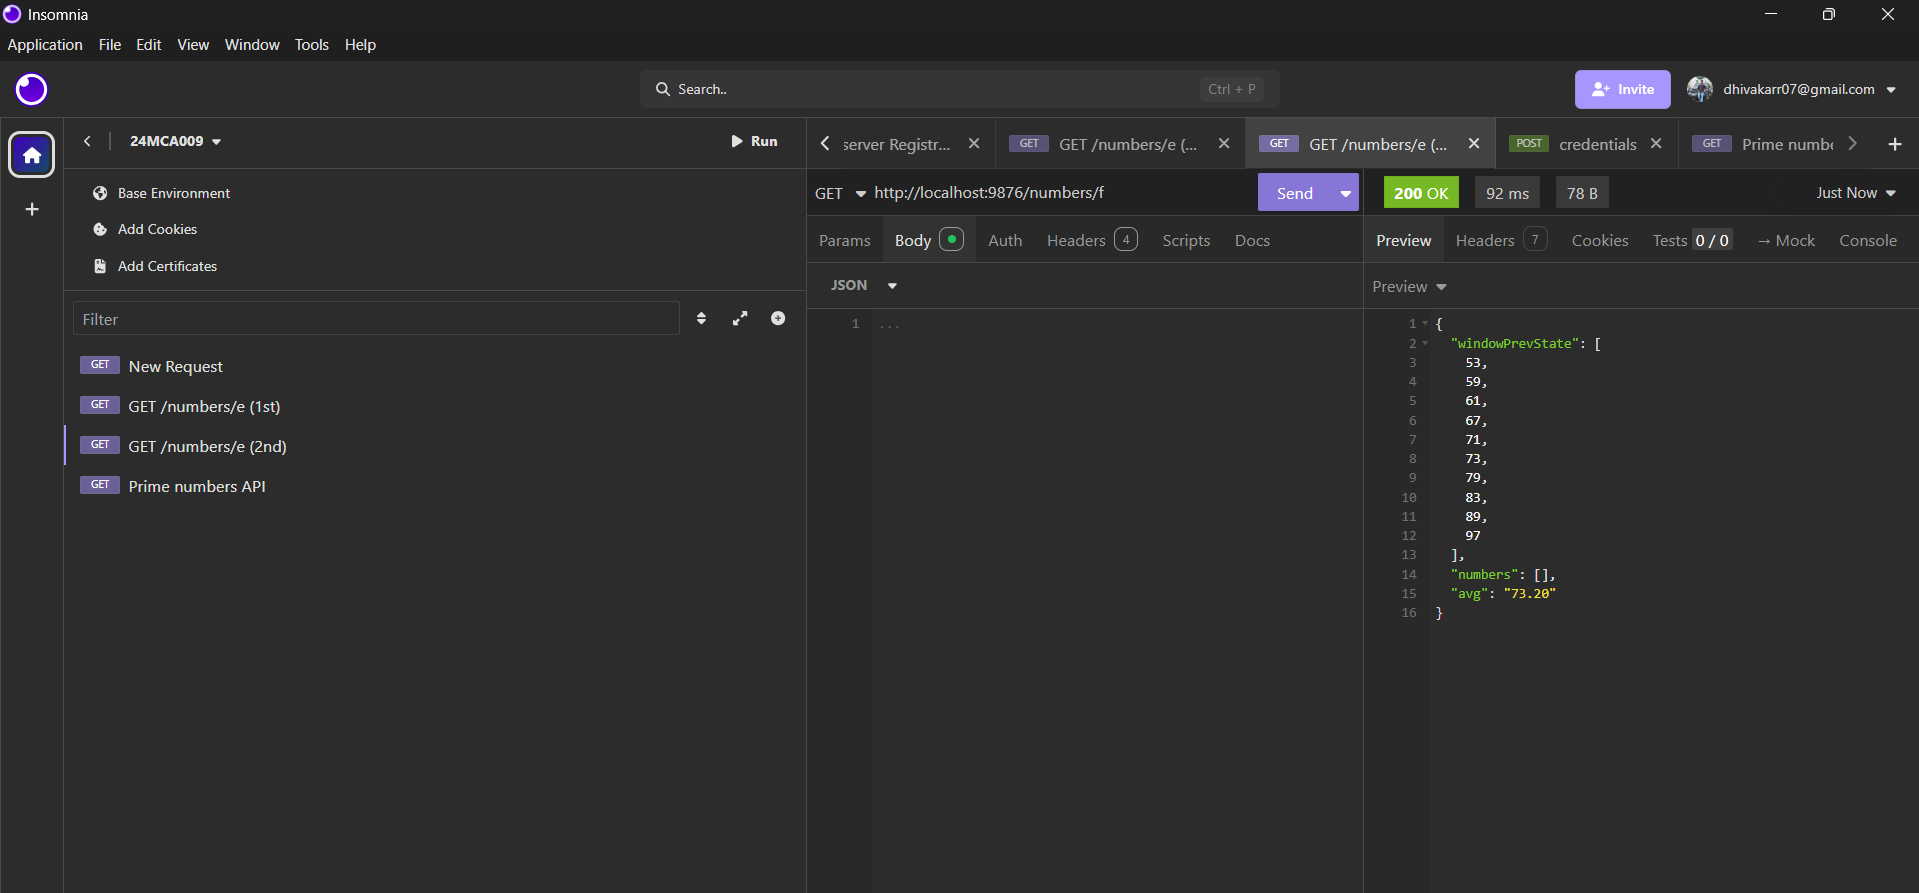 Insomnia
Application File Edit View Window Tools Help
Search.. Ctrl + P
Invite dhivakarr07@gmail.com
24MCA009 Run
Base Environment
Add Cookies
Add Certificates
Filter
GET New Request
GET GET /numbers/e (1st)
GET GET /numbers/e (2nd)
GET Prime numbers API
server Registr... GET GET /numbers/e (... GET GET /numbers/e (... POST credentials GET Prime numbe
GET http://localhost:9876/numbers/f Send
Params Body Auth Headers 4 Scripts Docs
JSON
1 ...
200 OK 92 ms 78 B Just Now
Preview Headers 7 Cookies Tests 0 / 0 → Mock Console
Preview
1 {
2 "windowPrevState": [
3 53,
4 59,
5 61,
6 67,
7 71,
8 73,
9 79,
10 83,
11 89,
12 97
13 ],
14 "numbers": [],
15 "avg": "73.20"
16 }